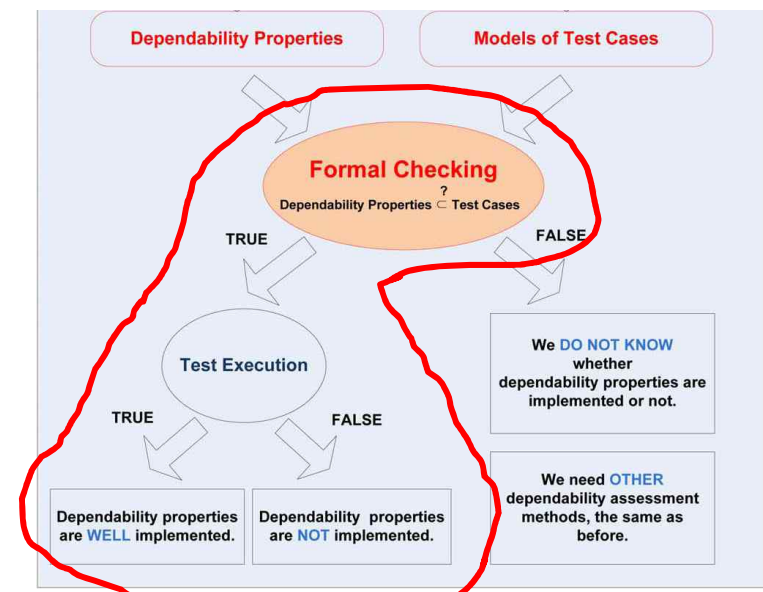 Dependability Properties
Models of Test Cases
Formal Checking
?
Dependability Properties ⊂ Test Cases
TRUE
FALSE
Test Execution
We DO NOT KNOW
whether
dependability properties are
implemented or not.
TRUE
FALSE
Dependability properties
are WELL implemented.
Dependability properties
are NOT implemented.
We need OTHER
dependability assessment
methods, the same as
before.